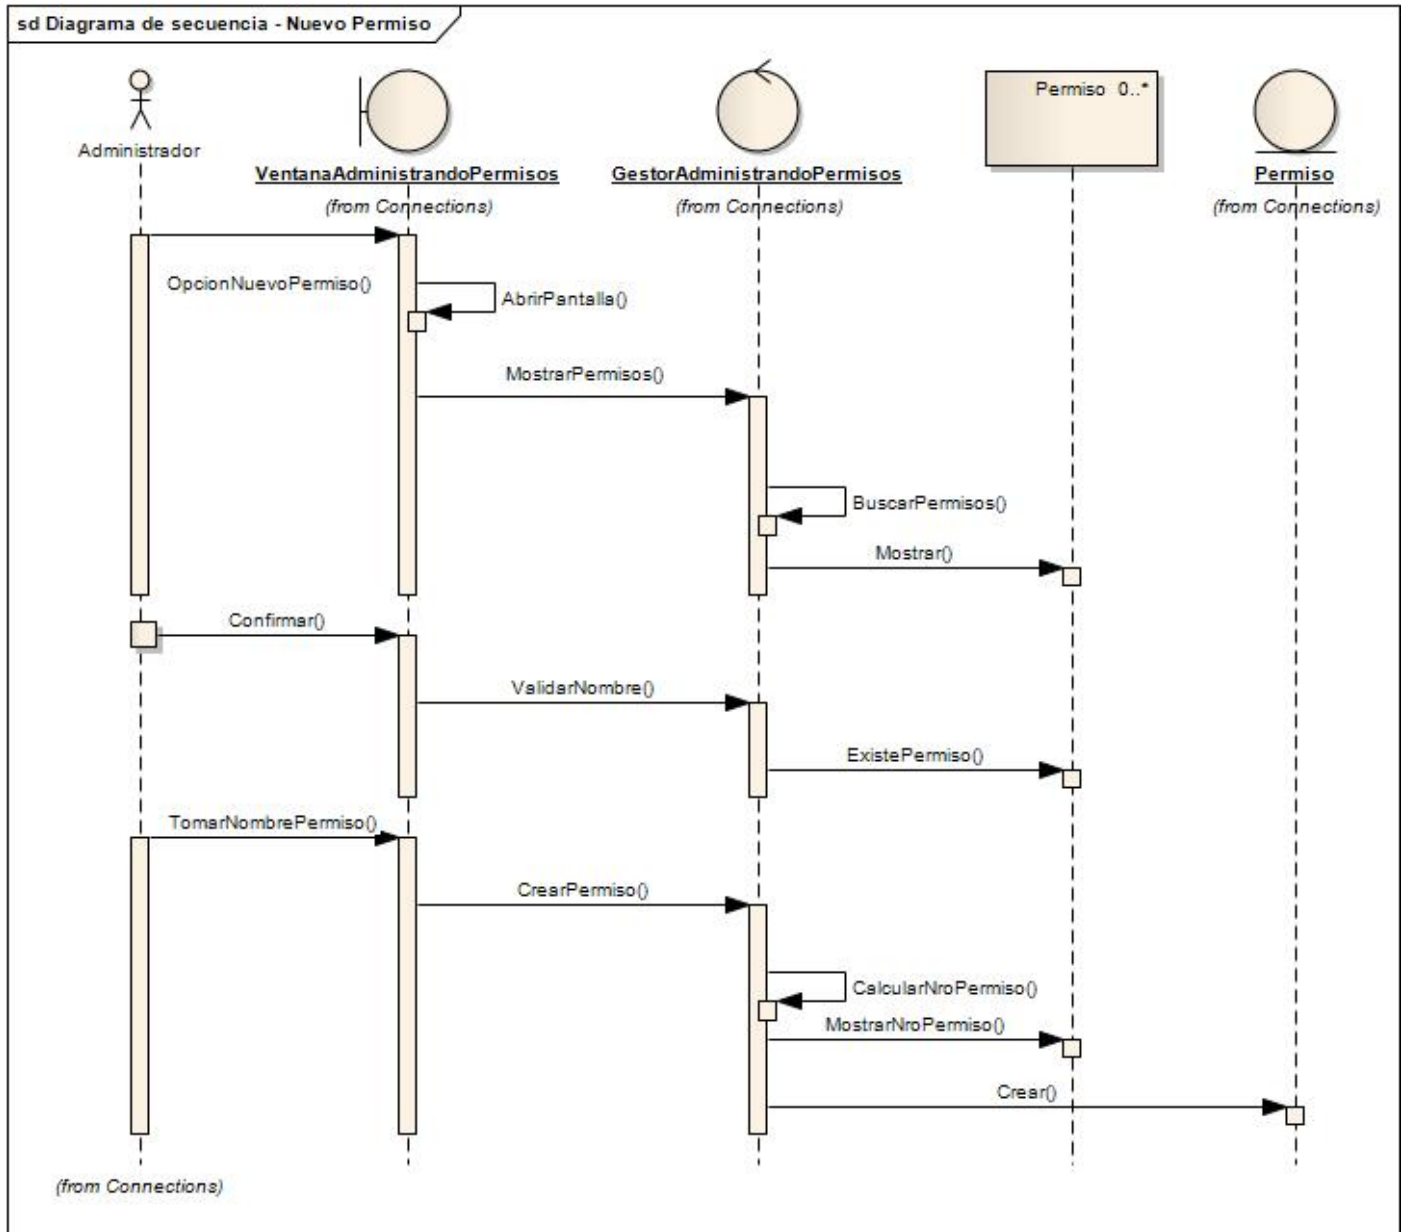 sd Diagrama de secuencia - Nuevo Permiso
Administrador
VentanaAdministrandoPermisos
(from Connections)
GestorAdministrandoPermisos
(from Connections)
Permiso 0..*
Permiso
(from Connections)
OpcionNuevoPermiso()
AbrirPantalla()
MostrarPermisos()
BuscarPermisos()
Mostrar()
Confirmar()
ValidarNombre()
ExistePermiso()
TomarNombrePermiso()
CrearPermiso()
CalcularNroPermiso()
MostrarNroPermiso()
Crear()
(from Connections)